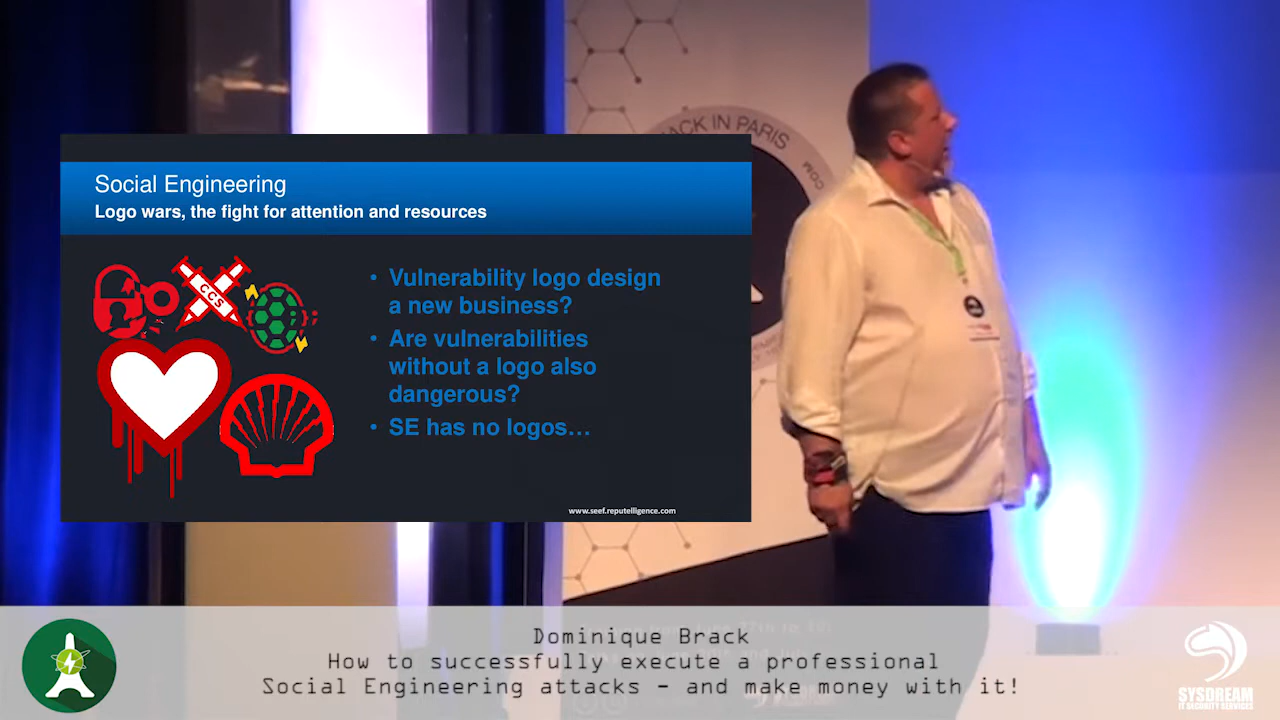 HACK IN PARIS
COM
Social Engineering
Logo wars, the fight for attention and resources
CCS
• Vulnerability logo design
a new business?
• Are vulnerabilities
without a logo also
dangerous?
• SE has no logos…
www.seef.reputelligence.com
Dominique Brack
How to successfully execute a professional
Social Engineering attacks - and make money with it!
SYSDREAM
IT SECURITY SERVICES